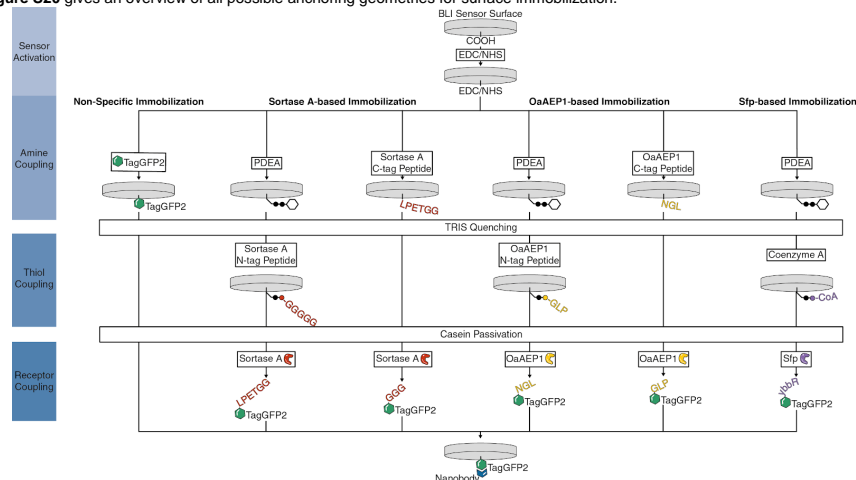 gure S20 gives an overview of all possible anchoring geometries for surface immobilization.
BLI Sensor Surface
Sensor
Activation
COOH
EDC/NHS
EDC/NHS
Non-Specific Immobilization
Sortase A-based Immobilization
OaAEP1-based Immobilization
Sfp-based Immobilization
Amine
Coupling
TagGFP2
PDEA
Sortase A
C-tag Peptide
PDEA
OaAEP1
C-tag Peptide
PDEA
TagGFP2
LPETGG
NGL
TRIS Quenching
Thiol
Coupling
Sortase A
N-tag Peptide
OaAEP1
N-tag Peptide
Coenzyme A
GGGGG
GLP
CoA
Casein Passivation
Receptor
Coupling
Sortase A
Sortase A
OaAEP1
OaAEP1
Sfp
LPETGG
GGG
NGL
GLP
ybbR
TagGFP2
TagGFP2
TagGFP2
TagGFP2
TagGFP2
TagGFP2
Nanobody